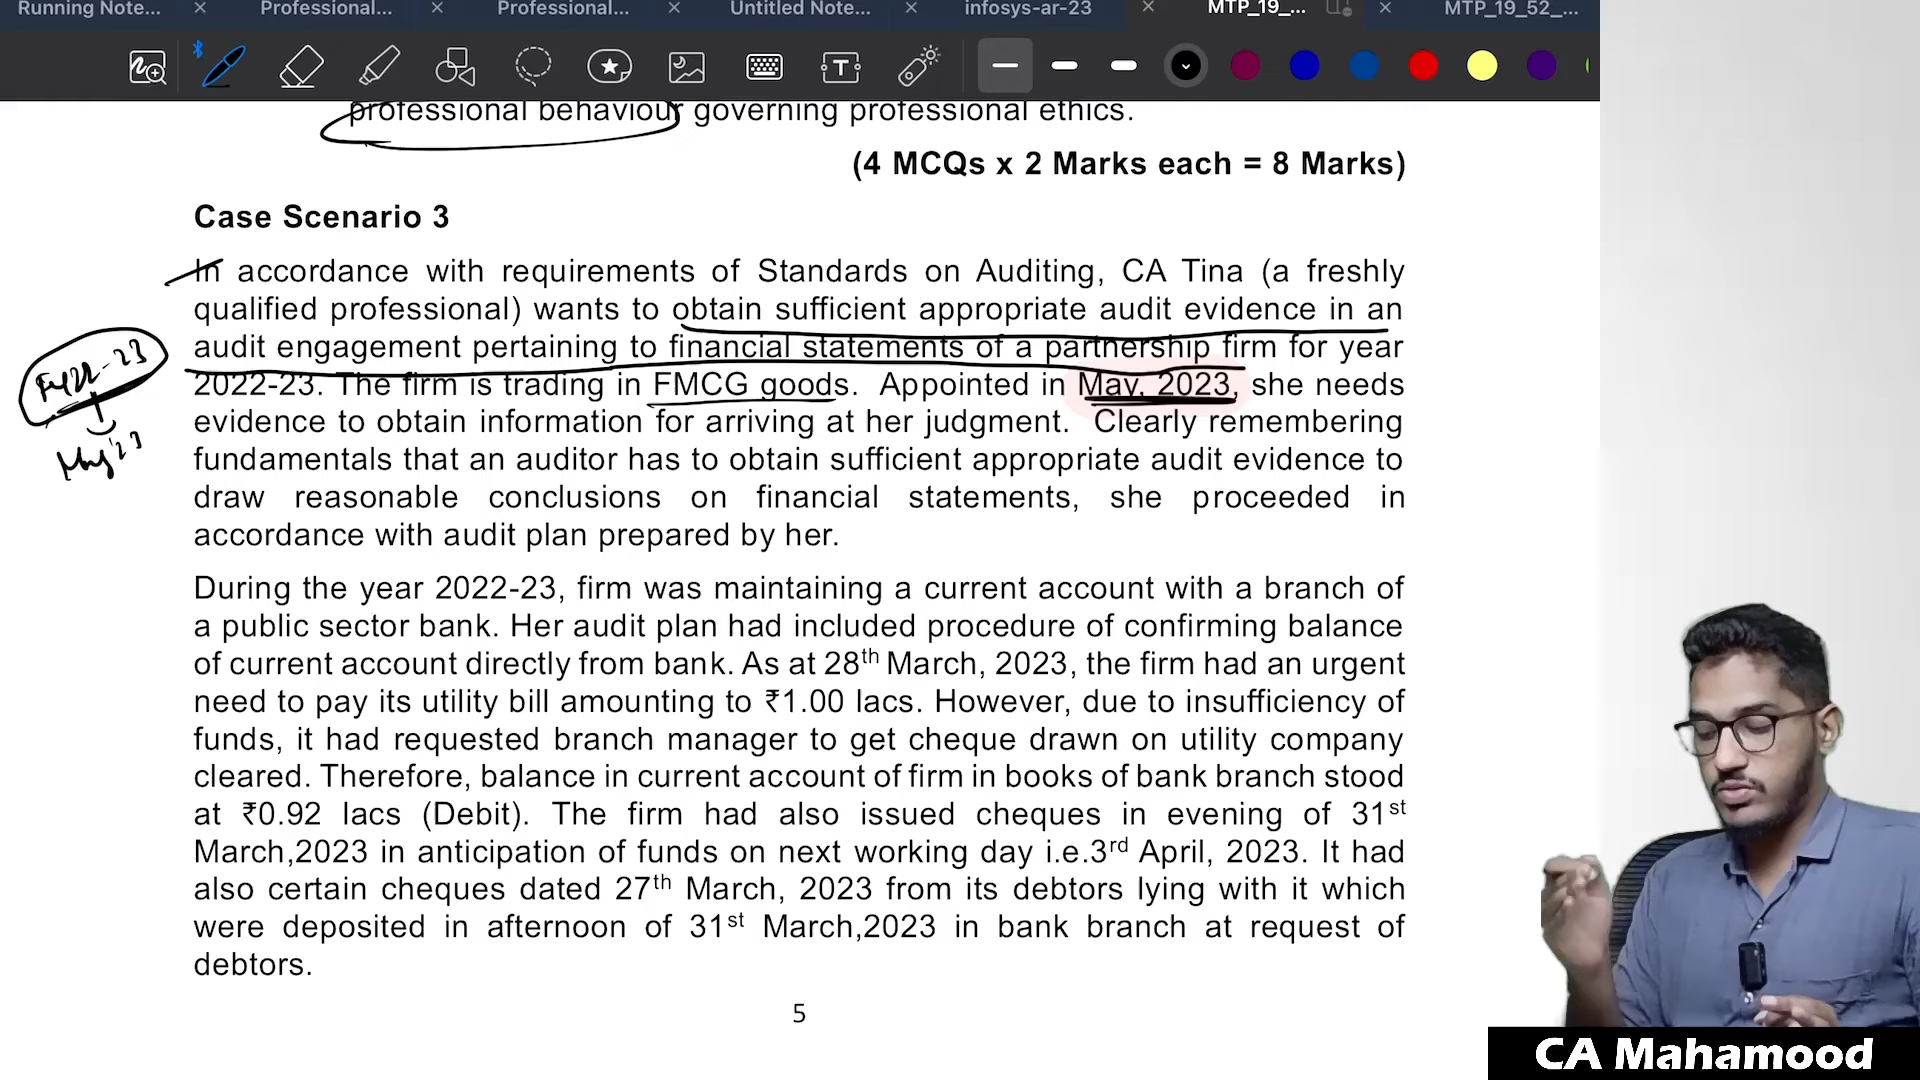 Running Note...
Professional...
Professional...
Untitled Note...
infosys-ar-23
MTP_19_...
MTP_19_52_...
professional behaviour governing professional ethics.
(4 MCQs x 2 Marks each = 8 Marks)
Case Scenario 3
In accordance with requirements of Standards on Auditing, CA Tina (a freshly
qualified professional) wants to obtain sufficient appropriate audit evidence in an
audit engagement pertaining to financial statements of a partnership firm for year
2022-23. The firm is trading in FMCG goods. Appointed in May, 2023, she needs
evidence to obtain information for arriving at her judgment. Clearly remembering
fundamentals that an auditor has to obtain sufficient appropriate audit evidence to
draw reasonable conclusions on financial statements, she proceeded in
accordance with audit plan prepared by her.
FY22-23
May'23
During the year 2022-23, firm was maintaining a current account with a branch of
a public sector bank. Her audit plan had included procedure of confirming balance
of current account directly from bank. As at 28th March, 2023, the firm had an urgent
need to pay its utility bill amounting to ₹1.00 lacs. However, due to insufficiency of
funds, it had requested branch manager to get cheque drawn on utility company
cleared. Therefore, balance in current account of firm in books of bank branch stood
at ₹0.92 lacs (Debit). The firm had also issued cheques in evening of 31st
March,2023 in anticipation of funds on next working day i.e.3rd April, 2023. It had
also certain cheques dated 27th March, 2023 from its debtors lying with it which
were deposited in afternoon of 31st March,2023 in bank branch at request of
debtors.
5
CA Mahamood